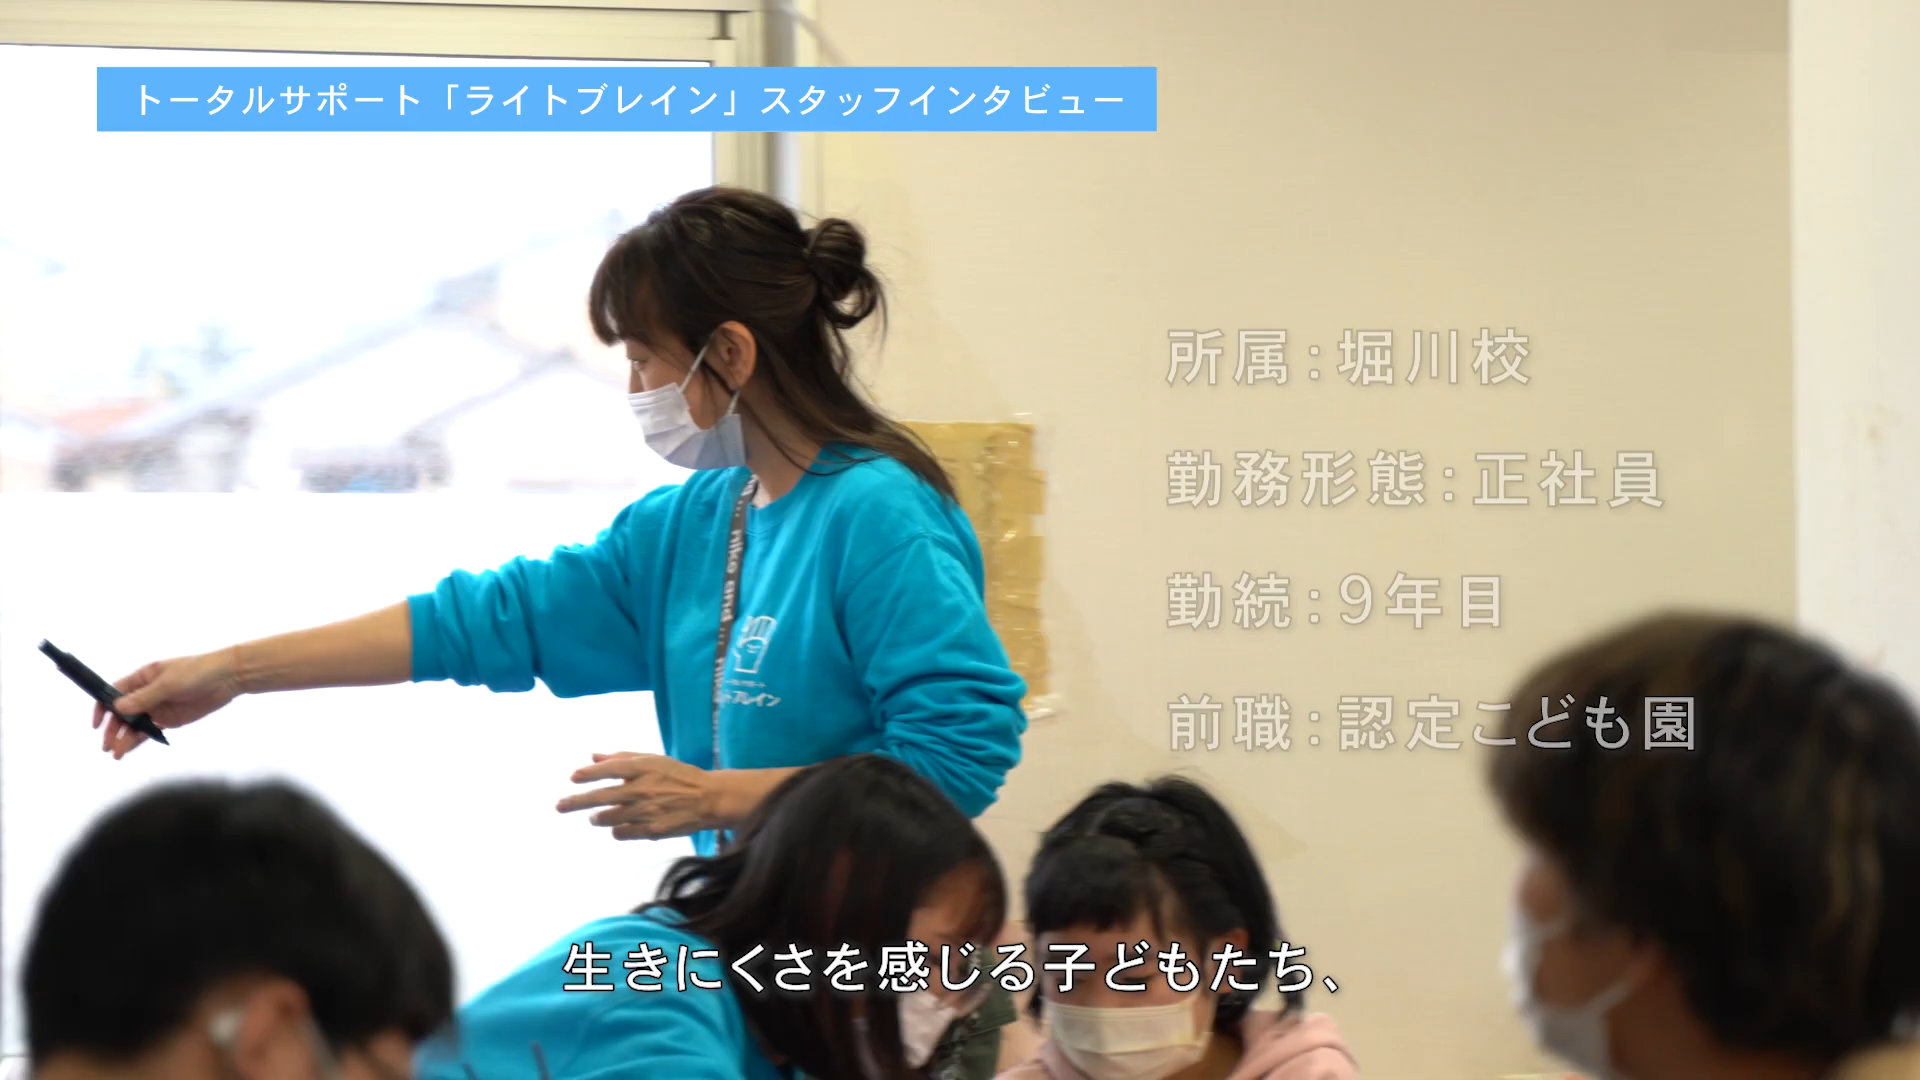 トータルサポート「ライトブレイン」スタッフインタビュー
所属：堀川校
勤務形態：正社員
勤続：９年目
前職：認定こども園
niko and ...
生きにくさを感じる子どもたち、